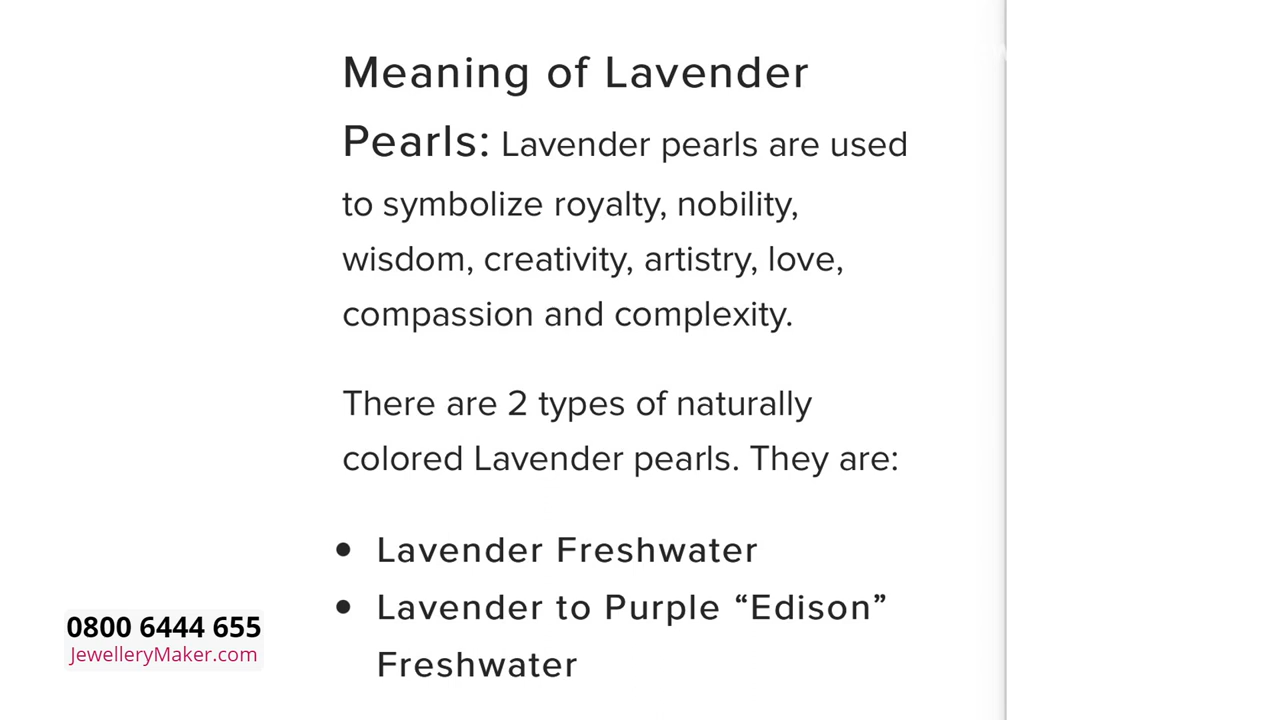 Meaning of Lavender
Pearls: Lavender pearls are used
to symbolize royalty, nobility,
wisdom, creativity, artistry, love,
compassion and complexity.
There are 2 types of naturally
colored Lavender pearls. They are:
• Lavender Freshwater
• Lavender to Purple “Edison”
Freshwater
0800 6444 655
JewelleryMaker.com